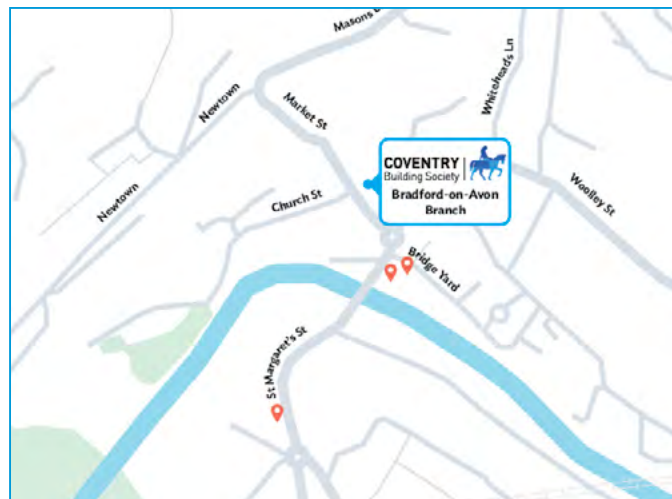 Masons
Newtown
Market St
Whitehead's Ln
COVENTRY
Building Society
Bradford-on-Avon
Branch
Newtown
Church St
Woolley St
Bridge Yard
St Margaret's St